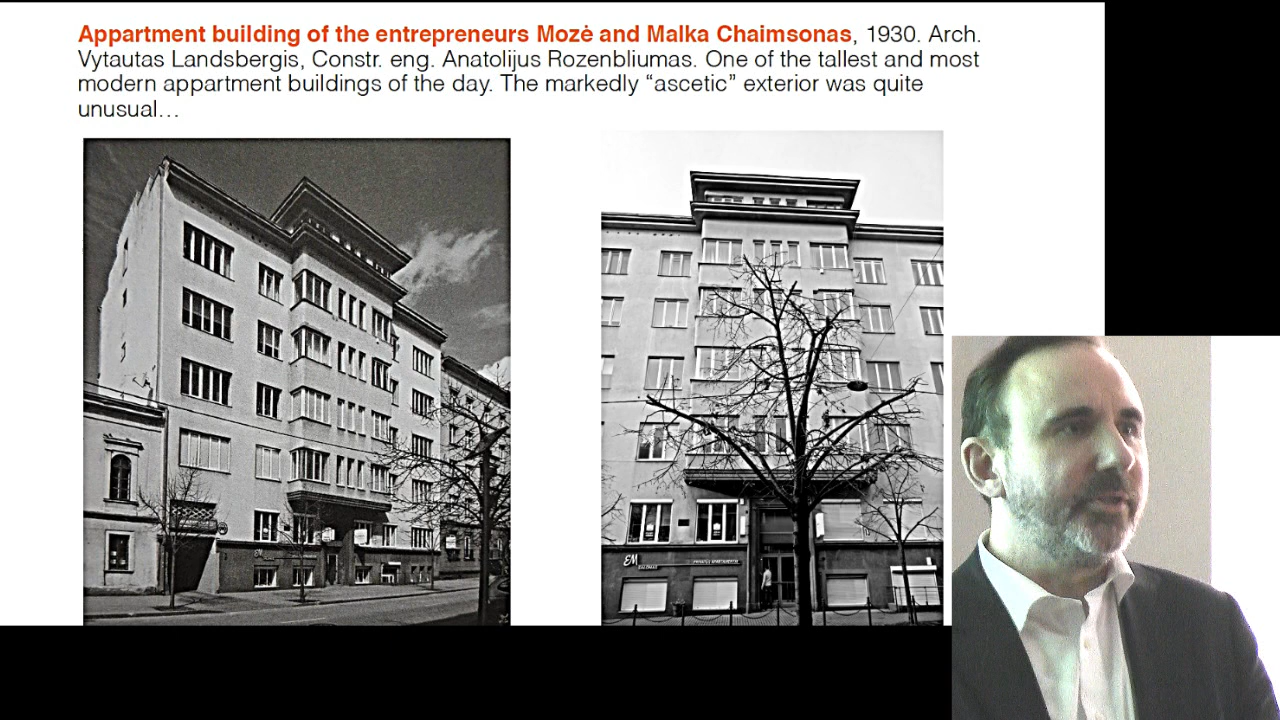 Appartment building of the entrepreneurs Mozė and Malka Chaimsonas, 1930. Arch.
Vytautas Landsbergis, Constr. eng. Anatolijus Rozenbliumas. One of the tallest and most
modern appartment buildings of the day. The markedly “ascetic” exterior was quite
unusual…
EM